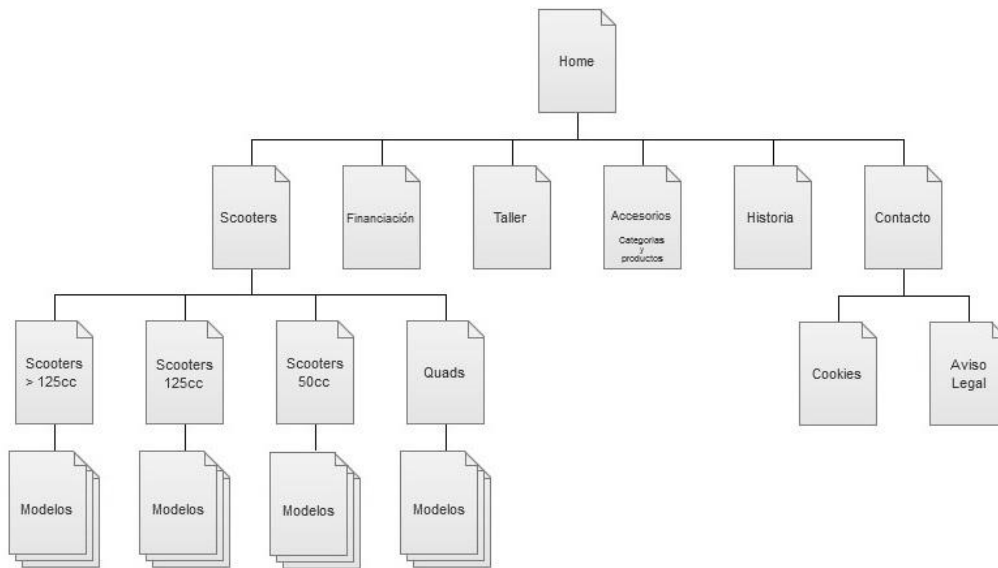 Home
Scooters
Financiación
Taller
Accesorios
Categorias
y
productos
Historia
Contacto
Scooters
> 125cc
Scooters
125cc
Scooters
50cc
Quads
Cookies
Aviso
Legal
Modelos
Modelos
Modelos
Modelos